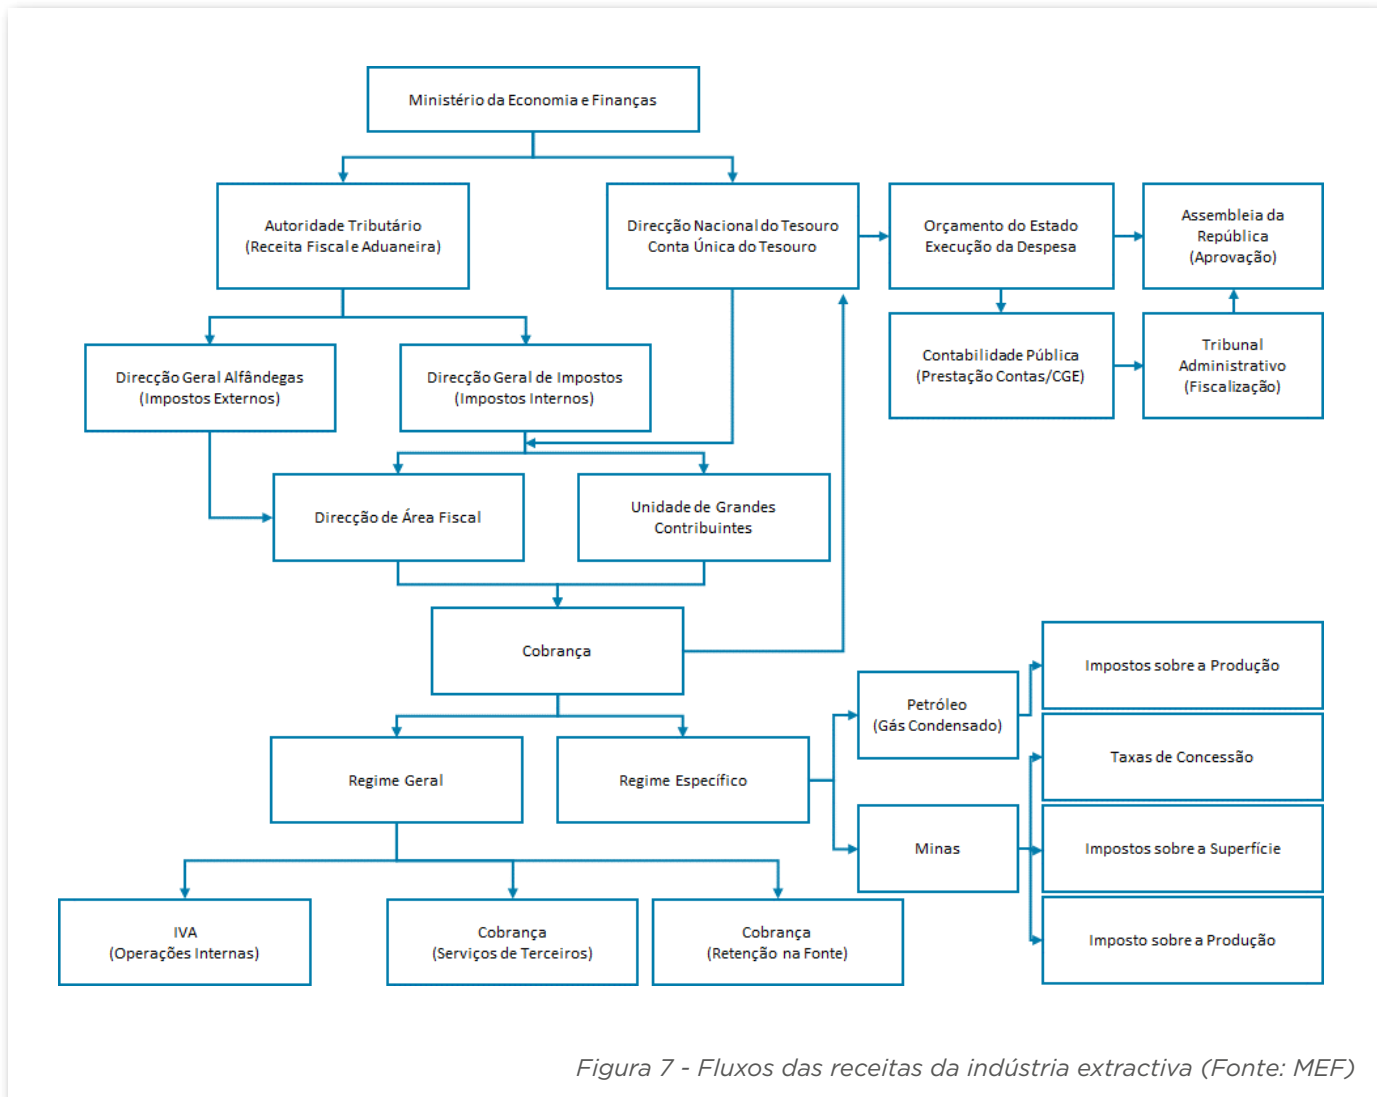 Ministério da Economia e Finanças
Autoridade Tributário
(Receita Fiscal e Aduaneira)
Direcção Nacional do Tesouro
Conta Única do Tesouro
Orçamento do Estado
Execução da Despesa
Assembleia da
República
(Aprovação)
Direcção Geral Alfândegas
(Impostos Externos)
Direcção Geral de Impostos
(Impostos Internos)
Contabilidade Pública
(Prestação Contas/CGE)
Tribunal
Administrativo
(Fiscalização)
Direcção de Área Fiscal
Unidade de Grandes
Contribuintes
Cobrança
Impostos sobre a Produção
Petróleo
(Gás Condensado)
Taxas de Concessão
Regime Geral
Regime Específico
Minas
Impostos sobre a Superfície
IVA
(Operações Internas)
Cobrança
(Serviços de Terceiros)
Cobrança
(Retenção na Fonte)
Imposto sobre a Produção
Figura 7 - Fluxos das receitas da indústria extractiva (Fonte: MEF)